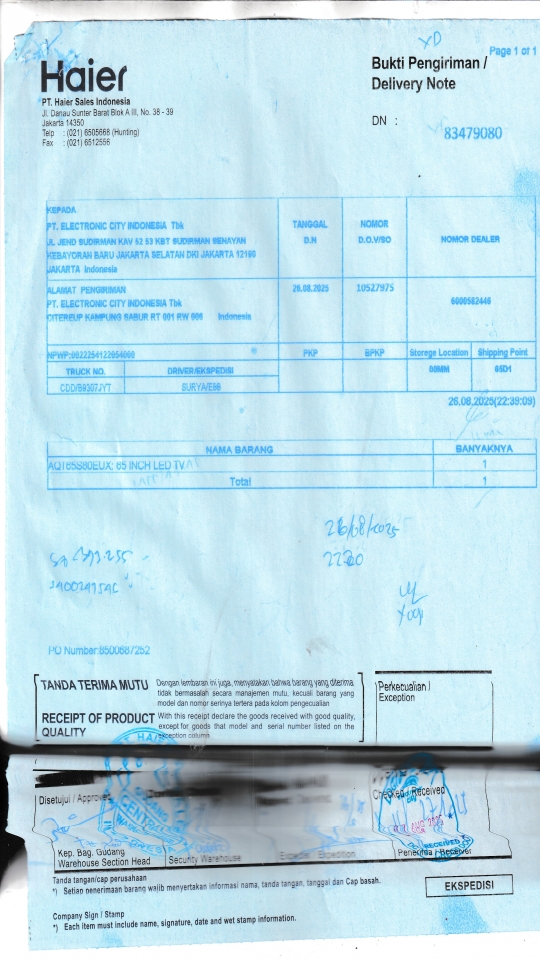 Page 1 of 1
Haier
PT. Haier Sales Indonesia
Jl. Danau Sunter Barat Blok A III, No. 38 - 39
Jakarta 14350
Telp : (021) 6505668 (Hunting)
Fax : (021) 6512556
Bukti Pengiriman /
Delivery Note
DN :
83479080
KEPADA
PT. ELECTRONIC CITY INDONESIA Tbk
JL JEND SUDIRMAN KAV 52 53 KBT SUDIRMAN SENAYAN
KEBAYORAN BARU JAKARTA SELATAN DKI JAKARTA 12190
JAKARTA Indonesia
TANGGAL
D.N
NOMOR
D.O.V/SO
NOMOR DEALER
ALAMAT PENGIRIMAN
PT. ELECTRONIC CITY INDONESIA Tbk
CITEREUP KAMPUNG SABUR RT 001 RW 006 Indonesia
26.08.2025
10527975
6000582446
NPWP:0022254122054000
PKP
BPKP
Storege Location
Shipping Point
TRUCK NO.
DRIVER/EKSPEDISI
CDD/B9307JYT
SURYA/E88
00MM
65D1
26.08.2025(22:39:09)
NAMA BARANG
BANYAKNYA
AQT65S80EUX: 65 INCH LED TV
1
Total
1
26/08/2025
PO Number:8500687252
TANDA TERIMA MUTU
Dengan lembaran ini juga, menyatakan bahwa barang yang diterima
tidak bermasalah secara manajemen mutu, kecuali barang yang
model dan nomor serinya tertera pada kolom pengecualian
RECEIPT OF PRODUCT
QUALITY
With this receipt declare the goods received with good quality,
except for goods that model and serial number listed on the
exception column
Perkecualian /
Exception
Disetujui / Approved
Checked / Received
Kep. Bag. Gudang
Warehouse Section Head
Security Warehouse
Expedisi / Expedition
Penerima / Receiver
Tanda tangan/cap perusahaan
*) Setian penerimaan barang wajib menyertakan informasi nama, tanda tangan, tanggal dan Cap basah.
EKSPEDISI
Company Sign / Stamp
*) Each item must include name, signature, date and wet stamp information.